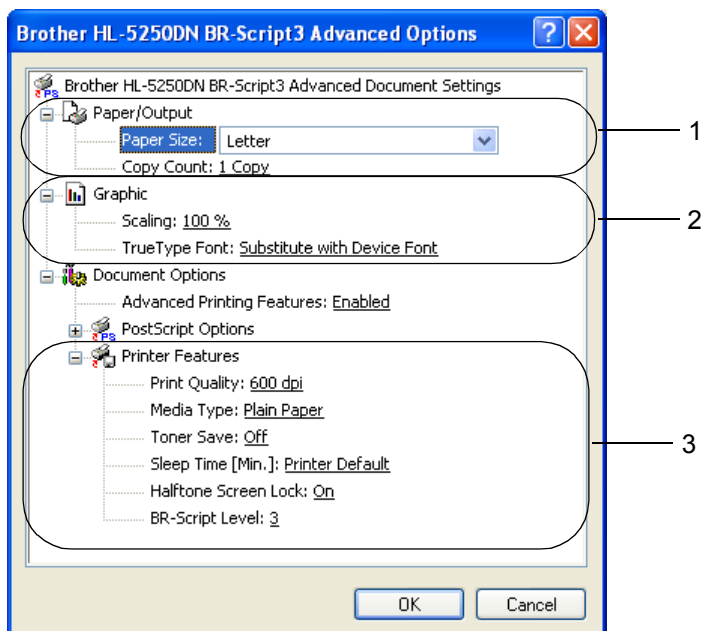 Brother HL-5250DN BR-Script3 Advanced Options
Brother HL-5250DN BR-Script3 Advanced Document Settings
Paper/Output
Paper Size: Letter
1
Copy Count: 1 Copy
Graphic
Scaling: 100 %
2
TrueType Font: Substitute with Device Font
Document Options
Advanced Printing Features: Enabled
PS PostScript Options
Printer Features
Print Quality: 600 dpi
Media Type: Plain Paper
Toner Save: Off
3
Sleep Time [Min.]: Printer Default
Halftone Screen Lock: On
BR-Script Level: 3
OK Cancel